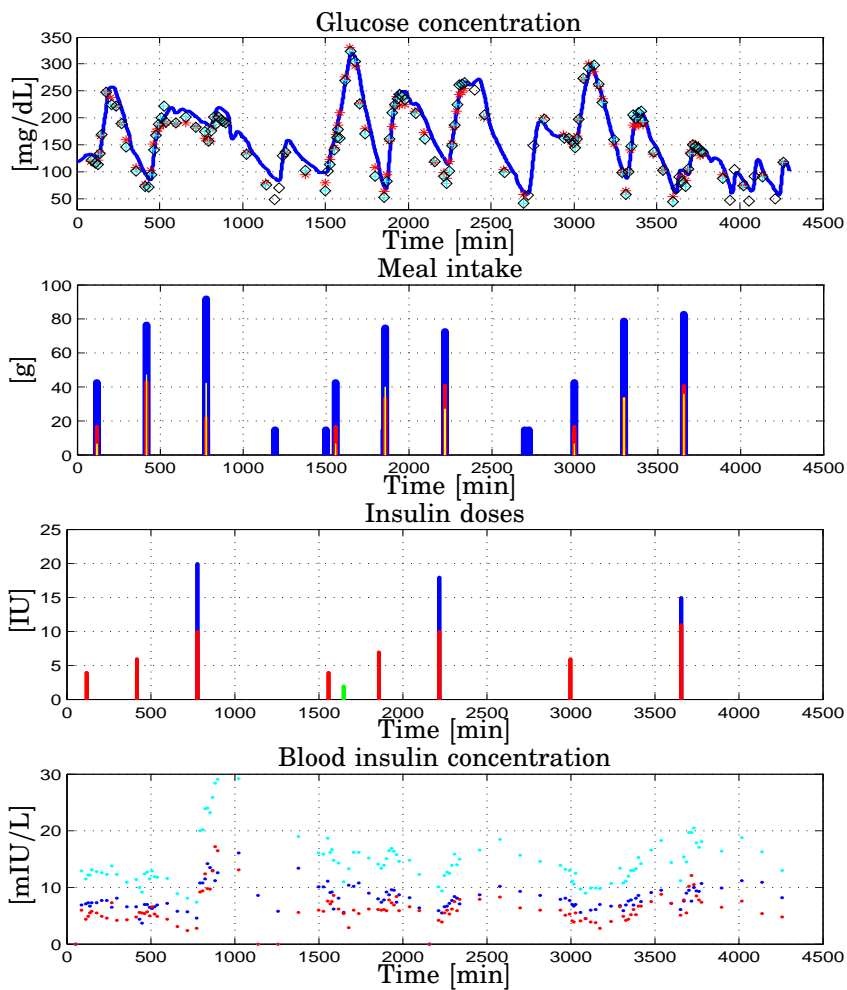 Glucose concentration
350
300
250
200
150
100
50
[mg/dL]
0 500 1000 1500 2000 2500 3000 3500 4000 4500
Time [min]
Meal intake
100
80
60
40
20
0
[g]
0 500 1000 1500 2000 2500 3000 3500 4000 4500
Time [min]
Insulin doses
25
20
15
10
5
0
[IU]
0 500 1000 1500 2000 2500 3000 3500 4000 4500
Time [min]
Blood insulin concentration
30
20
10
0
[mIU/L]
0 500 1000 1500 2000 2500 3000 3500 4000 4500
Time [min]